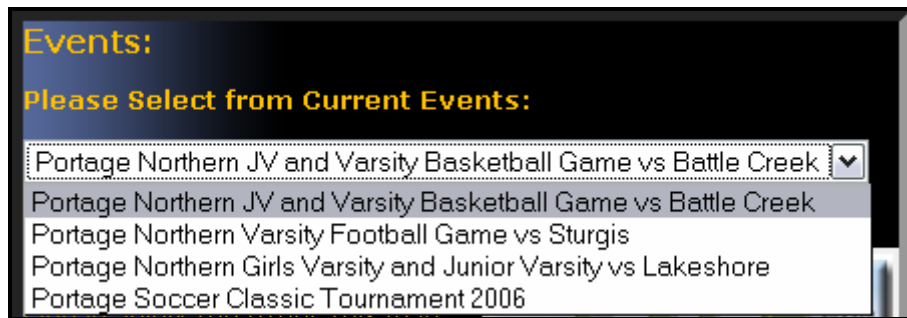 Events:
Please Select from Current Events:
Portage Northern JV and Varsity Basketball Game vs Battle Creek
Portage Northern JV and Varsity Basketball Game vs Battle Creek
Portage Northern Varsity Football Game vs Sturgis
Portage Northern Girls Varsity and Junior Varsity vs Lakeshore
Portage Soccer Classic Tournament 2006